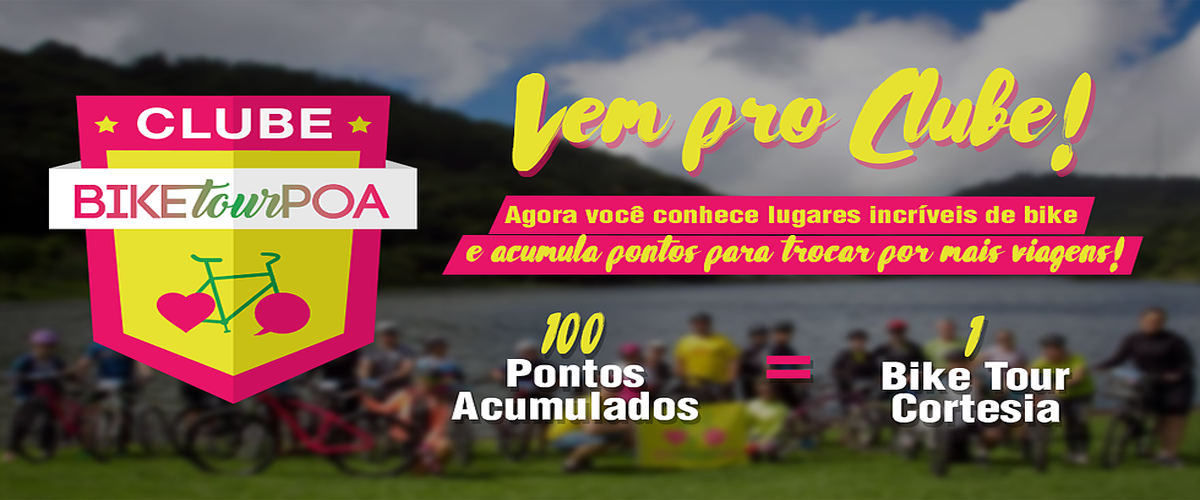 CLUBE
BIKEtourPOA
Vem pro Clube!
Agora você conhece lugares incríveis de bike
e acumula pontos para trocar por mais viagens!
100
Pontos
Acumulados
=
1
Bike Tour
Cortesia